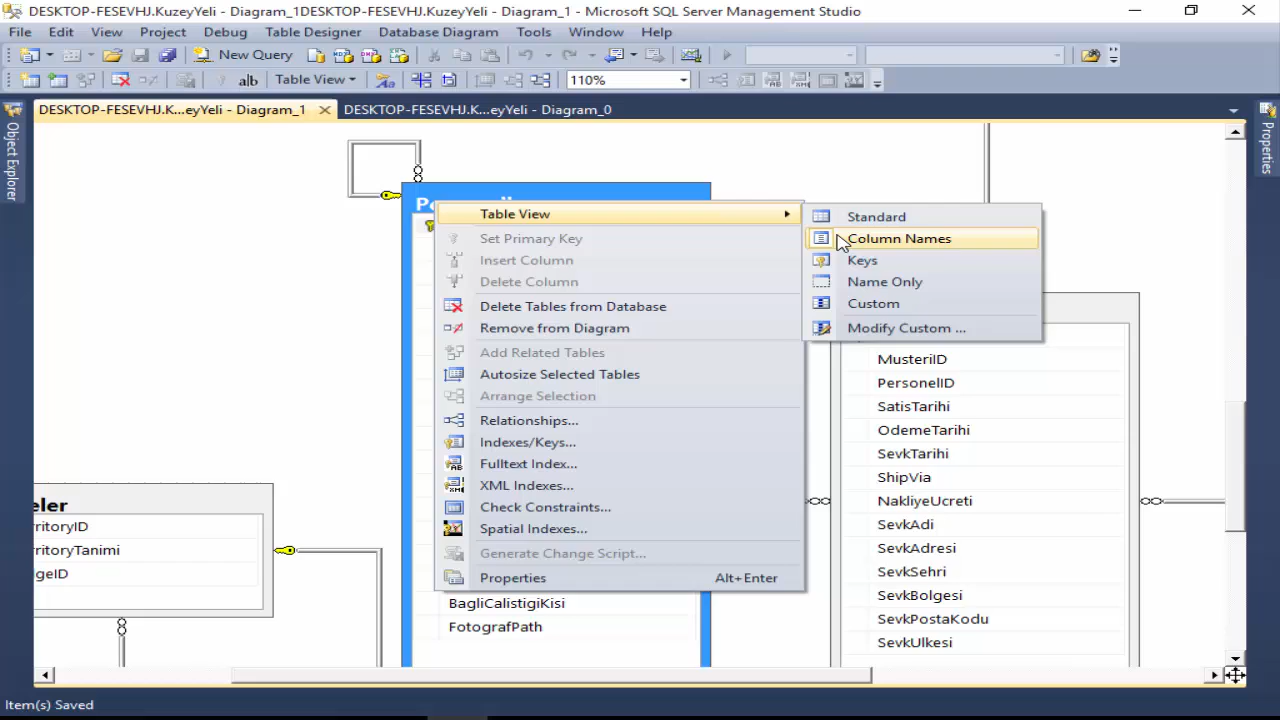 DESKTOP-FESEVHJ.KuzeyYeli - Diagram_1DESKTOP-FESEVHJ.KuzeyYeli - Diagram_1 - Microsoft SQL Server Management Studio
File Edit View Project Debug Table Designer Database Diagram Tools Window Help
New Query
ab Table View 110%
DESKTOP-FESEVHJ.K...eyYeli - Diagram_1 DESKTOP-FESEVHJ.K...eyYeli - Diagram_0
Object Explorer
Properties
Table View
Set Primary Key
Insert Column
Delete Column
Delete Tables from Database
Remove from Diagram
Add Related Tables
Autosize Selected Tables
Arrange Selection
Relationships...
Indexes/Keys...
Fulltext Index...
XML Indexes...
Check Constraints...
Spatial Indexes...
Generate Change Script...
Properties Alt+Enter
Standard
Column Names
Keys
Name Only
Custom
Modify Custom ...
BagliCalistigiKisi
FotografPath
MusteriID
PersonelID
SatisTarihi
OdemeTarihi
SevkTarihi
ShipVia
NakliyeUcreti
SevkAdi
SevkAdresi
SevkSehri
SevkBolgesi
SevkPostaKodu
SevkUlkesi
eler
rritoryID
rritoryTanimi
lgeID
Item(s) Saved